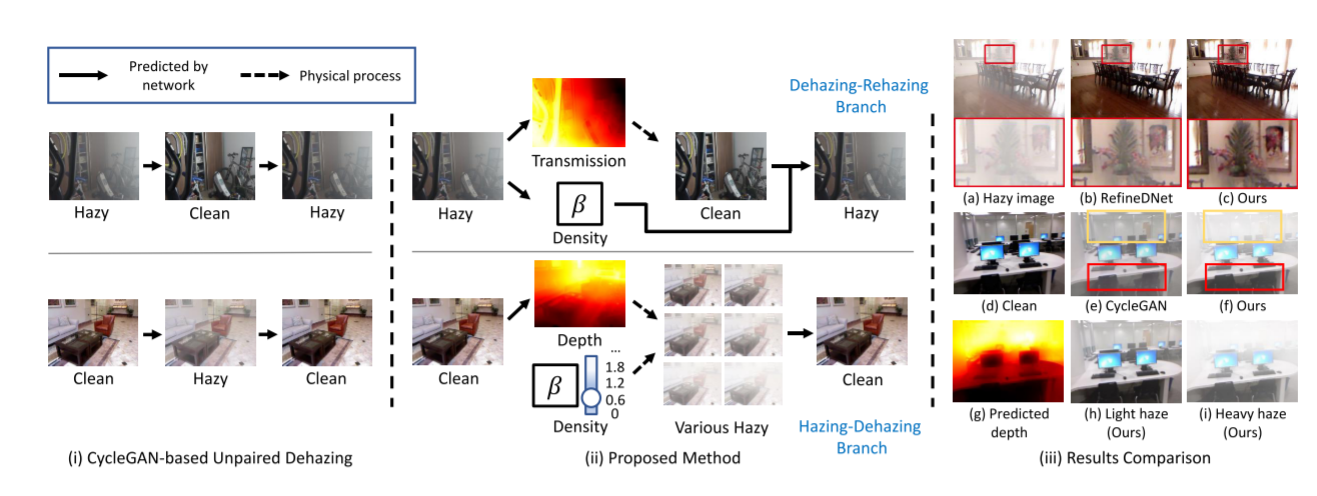 Predicted by
network
Physical process
Hazy
Clean
Hazy
Clean
Hazy
Clean
(i) CycleGAN-based Unpaired Dehazing
Dehazing-Rehazing
Branch
Transmission
Hazy
β
Density
Clean
Hazy
Depth
Clean
β
...
1.8
1.2
0.6
0
Density
Various Hazy
Clean
Hazing-Dehazing
Branch
(ii) Proposed Method
(a) Hazy image
(b) RefineDNet
(c) Ours
(d) Clean
(e) CycleGAN
(f) Ours
(g) Predicted
depth
(h) Light haze
(Ours)
(i) Heavy haze
(Ours)
(iii) Results Comparison